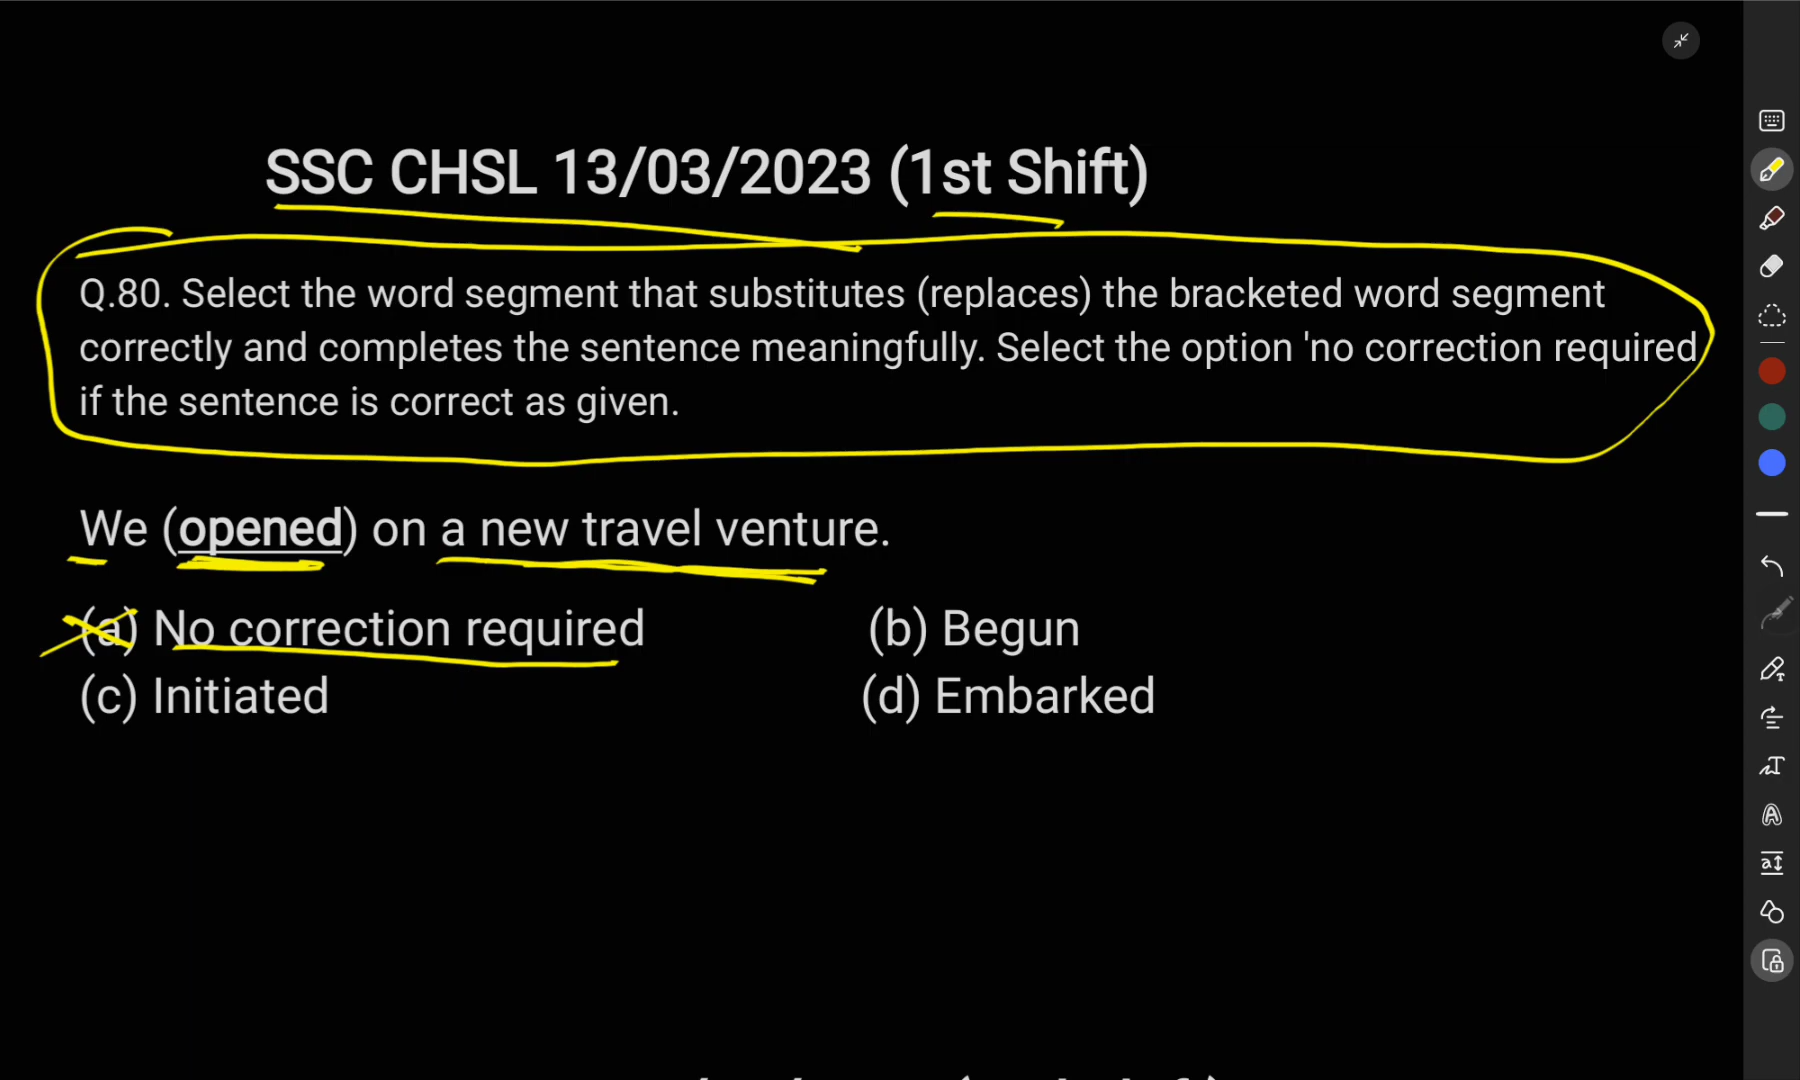 SSC CHSL 13/03/2023 (1st Shift)
Q.80. Select the word segment that substitutes (replaces) the bracketed word segment
correctly and completes the sentence meaningfully. Select the option 'no correction required
if the sentence is correct as given.
We (opened) on a new travel venture.
(a) No correction required (b) Begun
(c) Initiated (d) Embarked